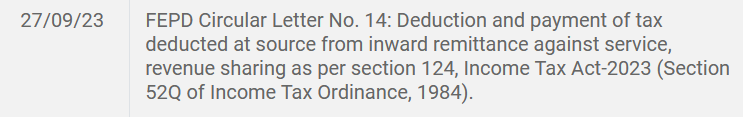 27/09/23
FEPD Circular Letter No. 14: Deduction and payment of tax
deducted at source from inward remittance against service,
revenue sharing as per section 124, Income Tax Act-2023 (Section
52Q of Income Tax Ordinance, 1984).